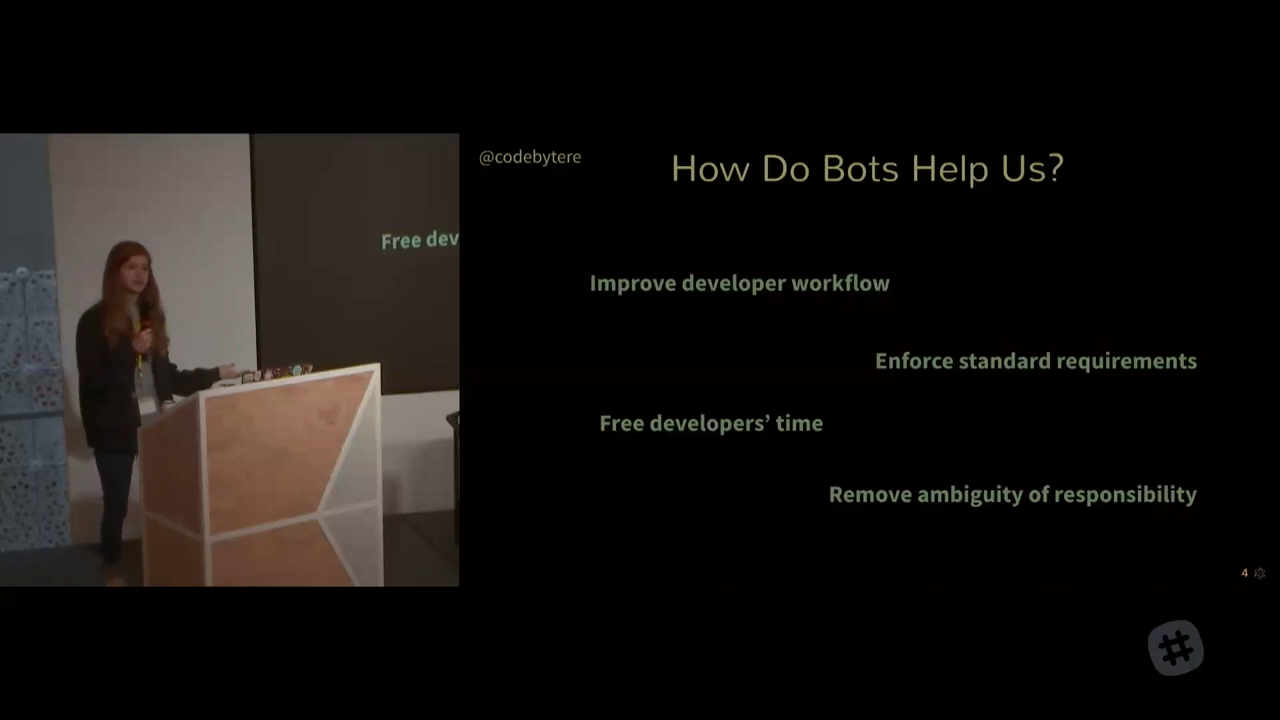 @codebytere
How Do Bots Help Us?
Free dev
Improve developer workflow
Enforce standard requirements
Free developers’ time
Remove ambiguity of responsibility
4